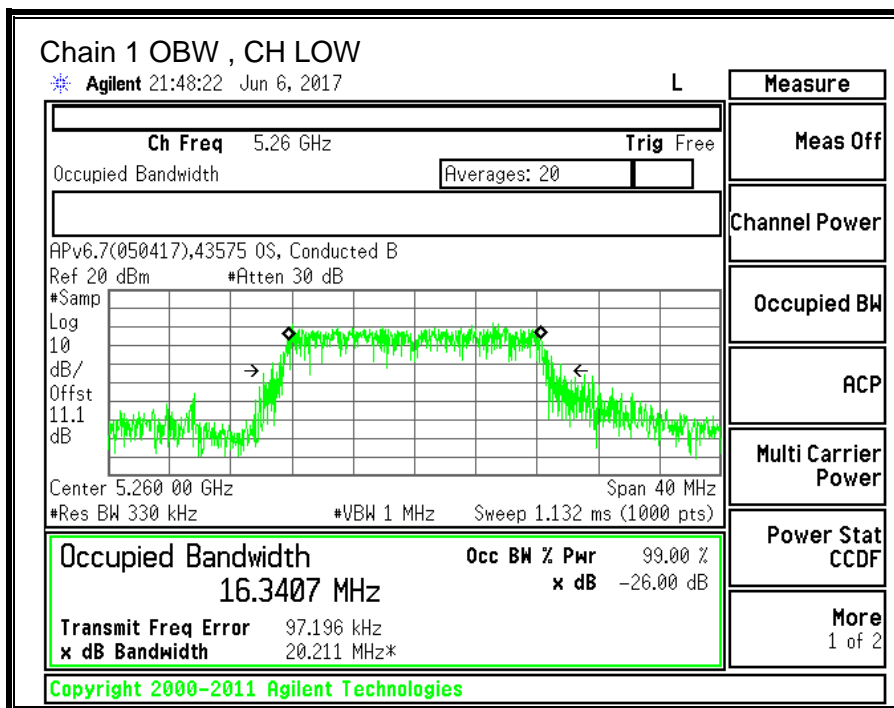 Chain 1 OBW , CH LOW
Agilent 21:48:22 Jun 6, 2017 L
Ch Freq 5.26 GHz Trig Free
Occupied Bandwidth Averages: 20
APv6.7(050417),43575 OS, Conducted B
Ref 20 dBm #Atten 30 dB
#Samp
Log
10
dB/
Offst
11.1
dB
Center 5.260 00 GHz Span 40 MHz
#Res BW 330 kHz #VBW 1 MHz Sweep 1.132 ms (1000 pts)
Occupied Bandwidth Occ BW % Pwr 99.00 %
16.3407 MHz x dB -26.00 dB
Transmit Freq Error 97.196 kHz
x dB Bandwidth 20.211 MHz*
Copyright 2000-2011 Agilent Technologies
Measure
Meas Off
Channel Power
Occupied BW
ACP
Multi Carrier
Power
Power Stat
CCDF
More
1 of 2